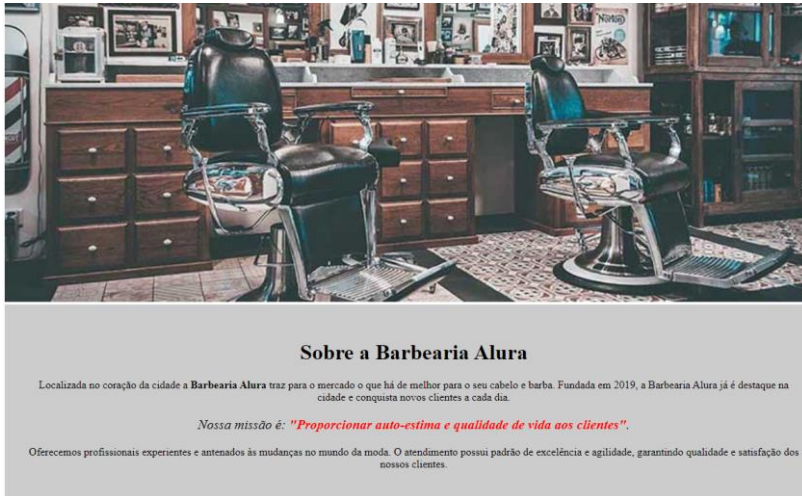 Norton
Sobre a Barbearia Alura
Localizada no coração da cidade a Barbearia Alura traz para o mercado o que há de melhor para o seu cabelo e barba. Fundada em 2019, a Barbearia Alura já é destaque na
cidade e conquista novos clientes a cada dia.
Nossa missão é: "Proporcionar auto-estima e qualidade de vida aos clientes".
Oferecemos profissionais experientes e antenados às mudanças no mundo da moda. O atendimento possui padrão de excelência e agilidade, garantindo qualidade e satisfação dos
nossos clientes.